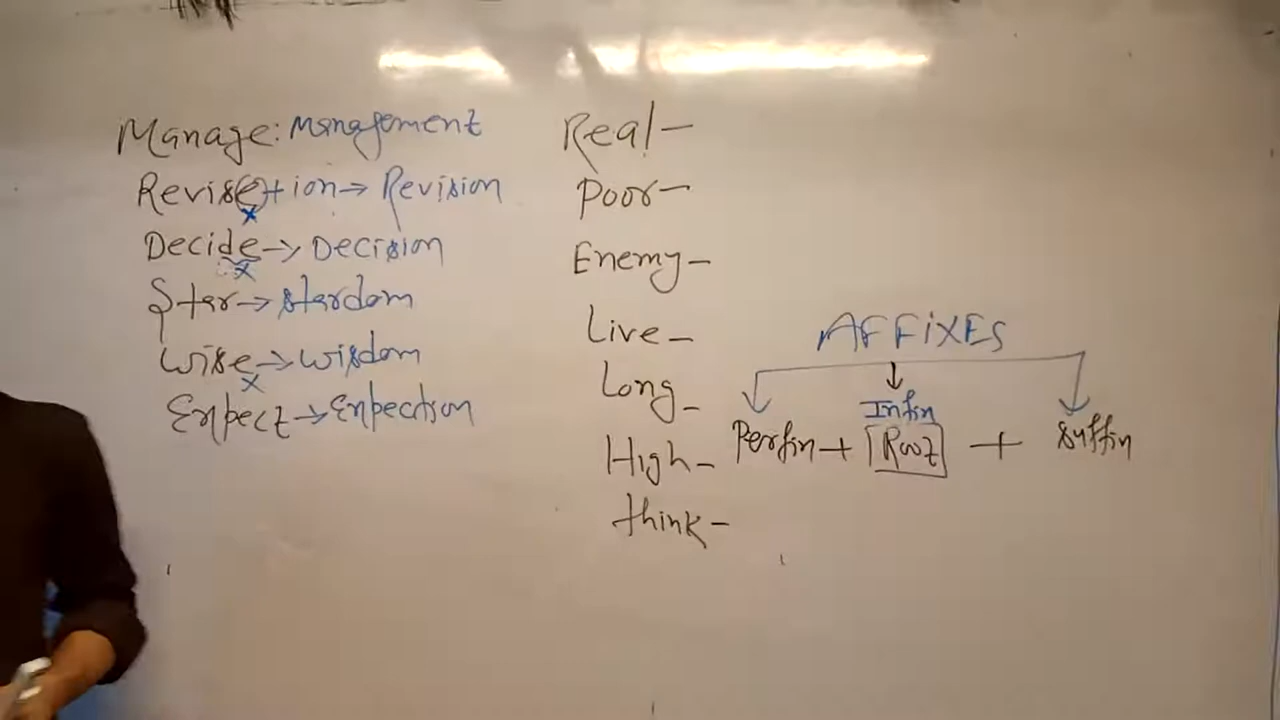 Manage: Management
Revise+ion→ Revision
Decide→ Decision
Star→ stardom
Wise→ wisdom
Expect→ Expection
Real-
Poor-
Enemy-
Live-
Long-
High-
think-
AFFiXES
Infix
Perfix+ Root + suffix